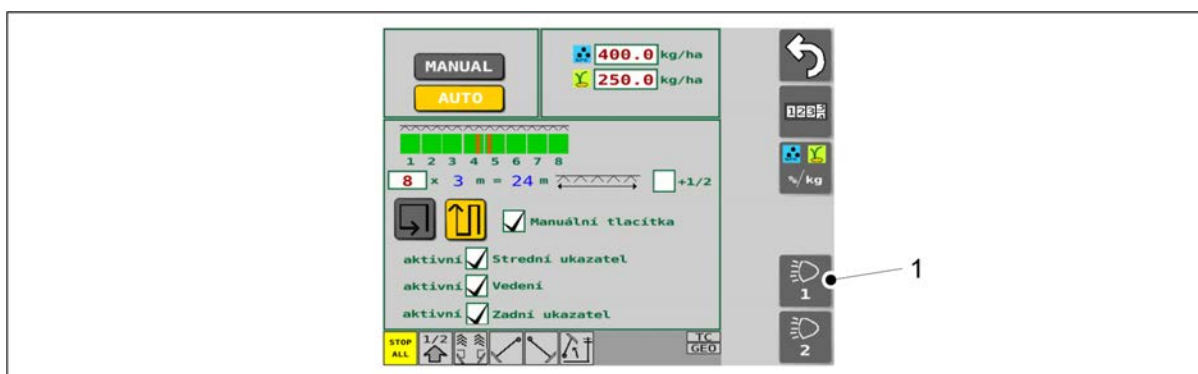 MANUAL
AUTO
400.0 kg/ha
250.0 kg/ha
1 2 3 4 5 6 7 8
8 x 3 m = 24 m +1/2
Manuální tlacítka
aktivní Strední ukazatel
aktivní Vedení
aktivní Zadní ukazatel
STOP ALL
1/2
TC
GEO
%/kg
1
2
1